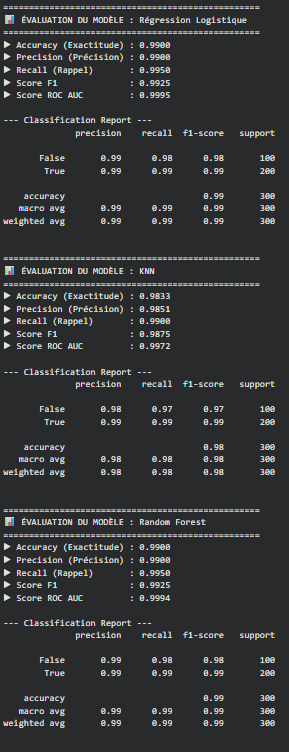 ==================================================
📊 ÉVALUATION DU MODÈLE : Régression Logistique
==================================================
▶ Accuracy (Exactitude) : 0.9900
▶ Precision (Précision) : 0.9900
▶ Recall (Rappel) : 0.9950
▶ Score F1 : 0.9925
▶ Score ROC AUC : 0.9995
--- Classification Report ---
precision recall f1-score support
False 0.99 0.98 0.98 100
True 0.99 0.99 0.99 200
accuracy 0.99 300
macro avg 0.99 0.99 0.99 300
weighted avg 0.99 0.99 0.99 300
==================================================
📊 ÉVALUATION DU MODÈLE : KNN
==================================================
▶ Accuracy (Exactitude) : 0.9833
▶ Precision (Précision) : 0.9851
▶ Recall (Rappel) : 0.9900
▶ Score F1 : 0.9875
▶ Score ROC AUC : 0.9972
--- Classification Report ---
precision recall f1-score support
False 0.98 0.97 0.97 100
True 0.99 0.99 0.99 200
accuracy 0.98 300
macro avg 0.98 0.98 0.98 300
weighted avg 0.98 0.98 0.98 300
==================================================
📊 ÉVALUATION DU MODÈLE : Random Forest
==================================================
▶ Accuracy (Exactitude) : 0.9900
▶ Precision (Précision) : 0.9900
▶ Recall (Rappel) : 0.9950
▶ Score F1 : 0.9925
▶ Score ROC AUC : 0.9994
--- Classification Report ---
precision recall f1-score support
False 0.99 0.98 0.98 100
True 0.99 0.99 0.99 200
accuracy 0.99 300
macro avg 0.99 0.99 0.99 300
weighted avg 0.99 0.99 0.99 300